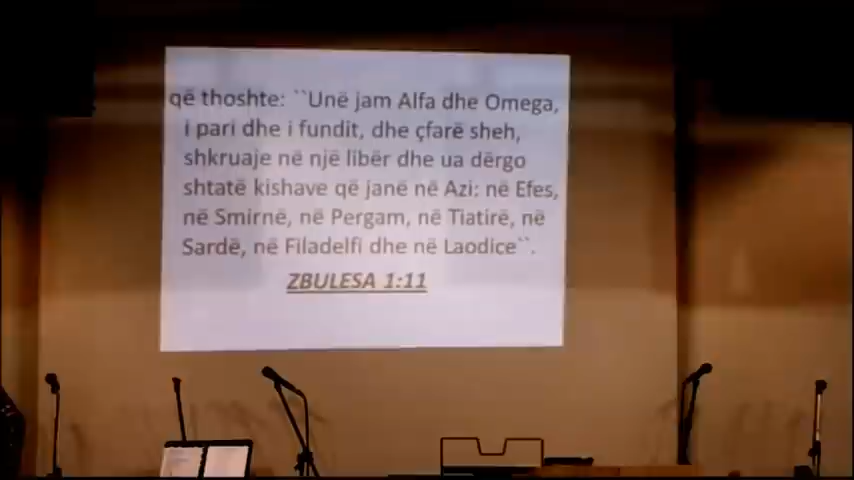 që thoshte: ``Unë jam Alfa dhe Omega,
i pari dhe i fundit, dhe çfarë sheh,
shkruaje në një libër dhe ua dërgo
shtatë kishave që janë në Azi: në Efes,
në Smirnë, në Pergam, në Tiatirë, në
Sardë, në Filadelfi dhe në Laodice``.
ZBULESA 1:11